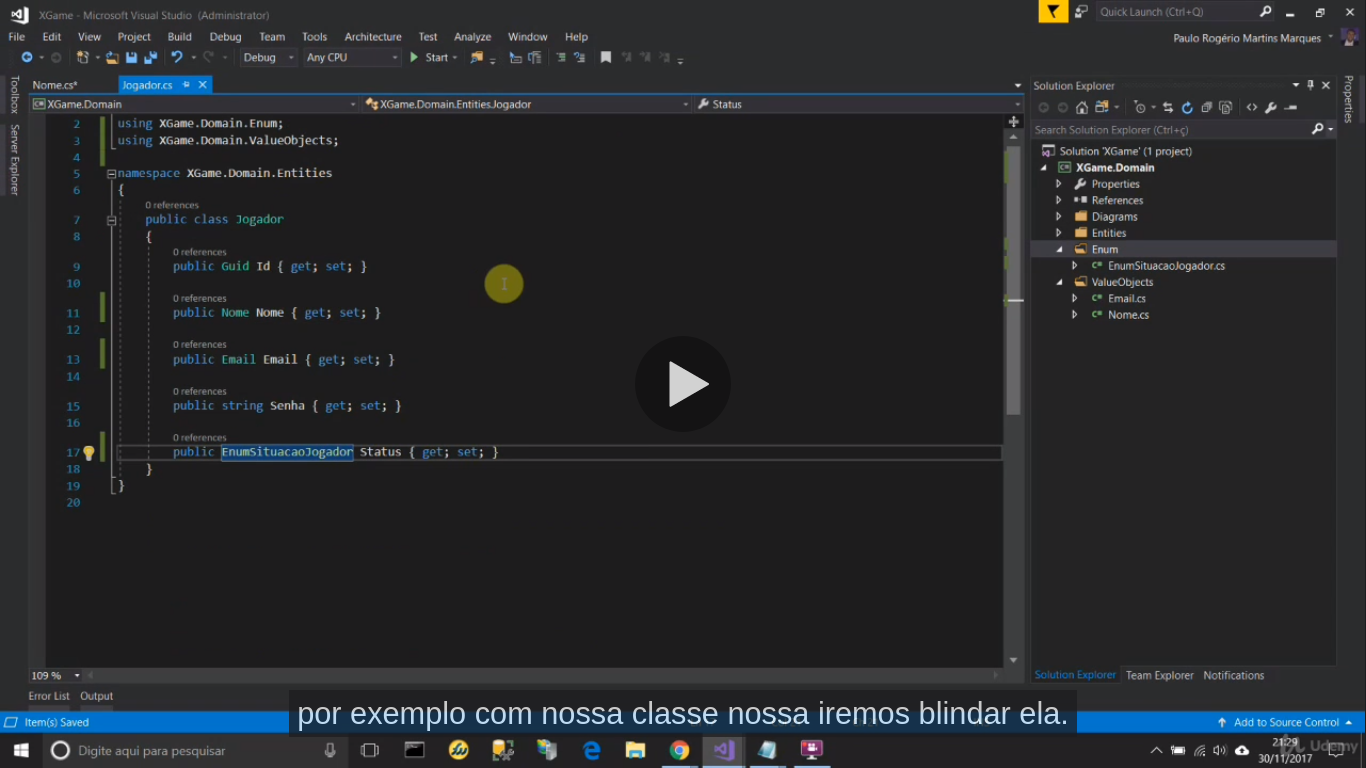 XGame - Microsoft Visual Studio (Administrator)
Quick Launch (Ctrl+Q)
File Edit View Project Build Debug Team Tools Architecture Test Analyze Window Help
Paulo Rogério Martins Marques
Debug Any CPU Start
Toolbox
Server Explorer
Nome.cs*
Jogador.cs
XGame.Domain
XGame.Domain.Entities.Jogador
Status
2 using XGame.Domain.Enum;
3 using XGame.Domain.ValueObjects;
4
5 namespace XGame.Domain.Entities
6 {
0 references
7 public class Jogador
8 {
0 references
9 public Guid Id { get; set; }
10
0 references
11 public Nome Nome { get; set; }
12
0 references
13 public Email Email { get; set; }
14
0 references
15 public string Senha { get; set; }
16
0 references
17 public EnumSituacaoJogador Status { get; set; }
18 }
19 }
20
109 %
Solution Explorer
Search Solution Explorer (Ctrl+ç)
Solution 'XGame' (1 project)
XGame.Domain
Properties
References
Diagrams
Entities
Enum
EnumSituacaoJogador.cs
ValueObjects
Email.cs
Nome.cs
Properties
Solution Explorer Team Explorer Notifications
Error List Output
por exemplo com nossa classe nossa iremos blindar ela.
Item(s) Saved
Add to Source Control
Digite aqui para pesquisar
21:29
30/11/2017
Udemy